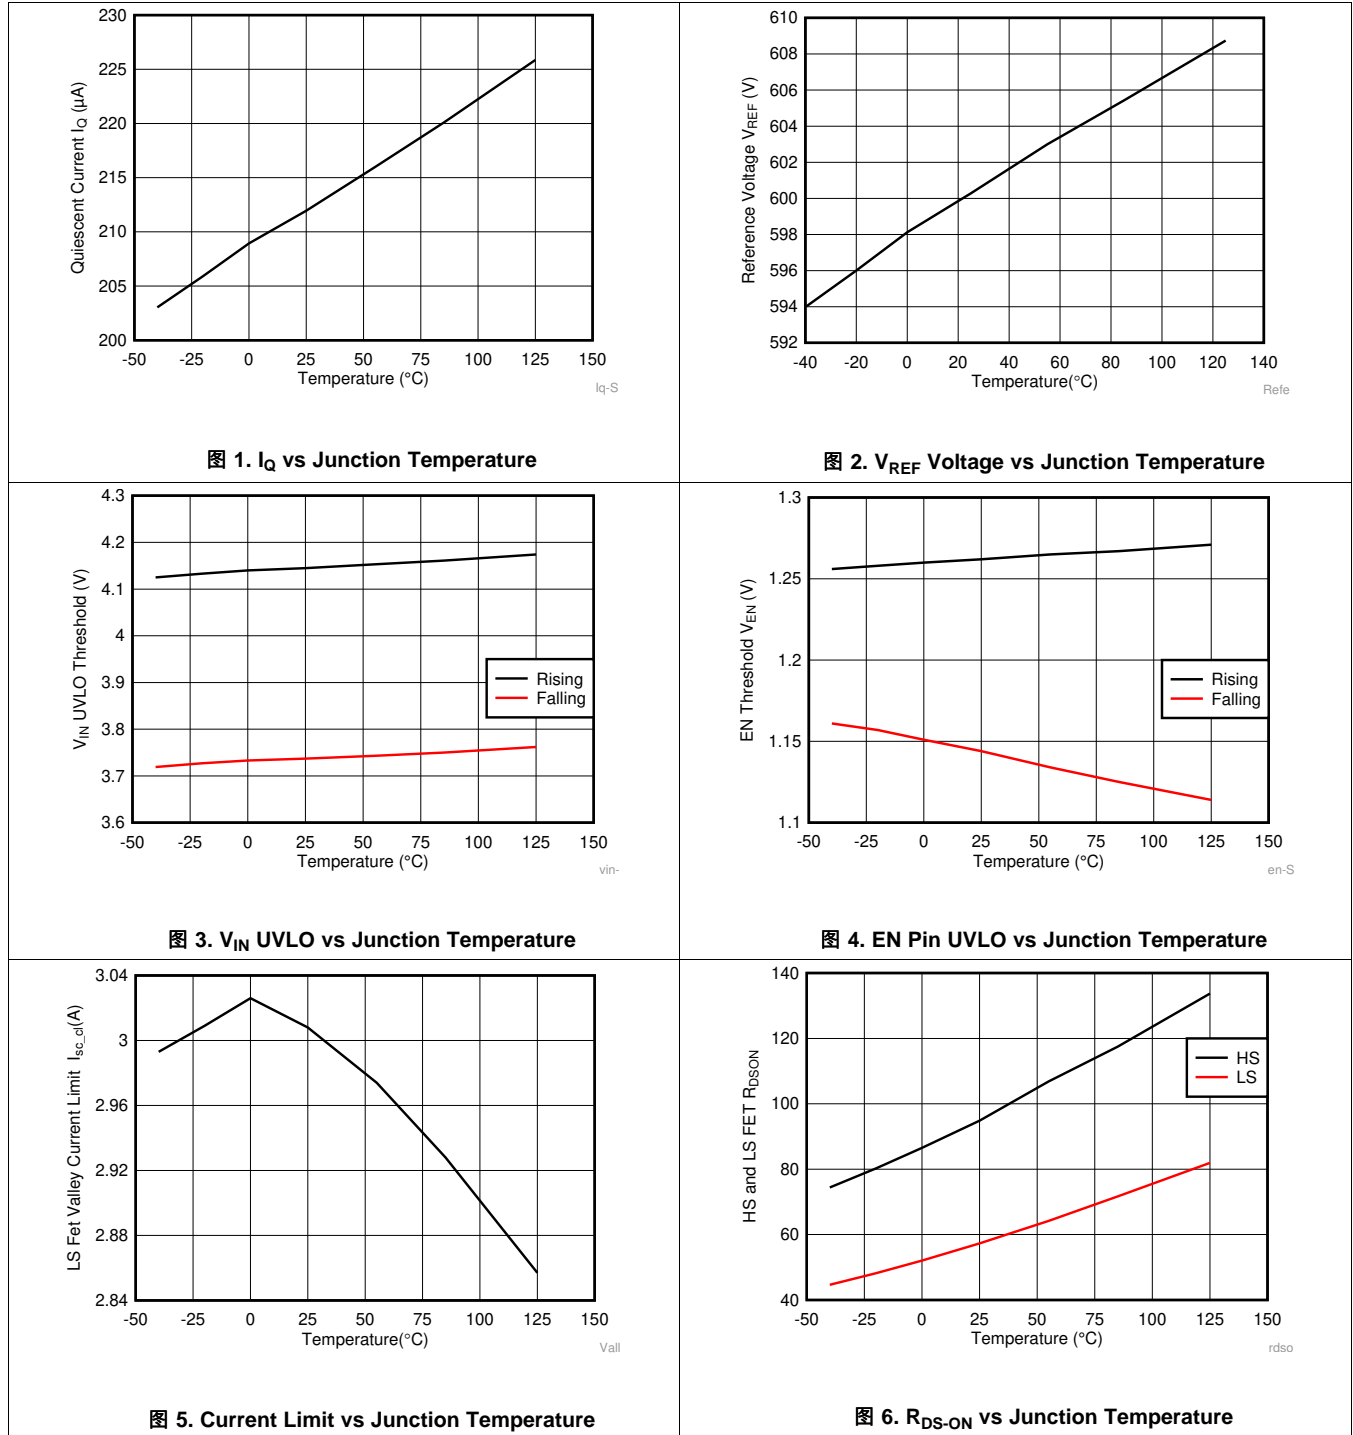 230
225
220
215
210
205
200
Quiescent Current IQ (µA)
-50 -25 0 25 50 75 100 125 150
Temperature (°C)
Iq-S
图 1. IQ vs Junction Temperature
610
608
606
604
602
600
598
596
594
592
Reference Voltage VREF (V)
-40 -20 0 20 40 60 80 100 120 140
Temperature(°C)
Refe
图 2. VREF Voltage vs Junction Temperature
4.3
4.2
4.1
4
3.9
3.8
3.7
3.6
VIN UVLO Threshold (V)
Rising
Falling
-50 -25 0 25 50 75 100 125 150
Temperature (°C)
vin-
图 3. VIN UVLO vs Junction Temperature
1.3
1.25
1.2
1.15
1.1
EN Threshold VEN (V)
Rising
Falling
-50 -25 0 25 50 75 100 125 150
Temperature (°C)
en-S
图 4. EN Pin UVLO vs Junction Temperature
3.04
3
2.96
2.92
2.88
2.84
LS Fet Valley Current Limit Isc_cl(A)
-50 -25 0 25 50 75 100 125 150
Temperature(°C)
Vall
图 5. Current Limit vs Junction Temperature
140
120
100
80
60
40
HS and LS FET RDSON
HS
LS
-50 -25 0 25 50 75 100 125 150
Temperature (°C)
rdso
图 6. RDS-ON vs Junction Temperature